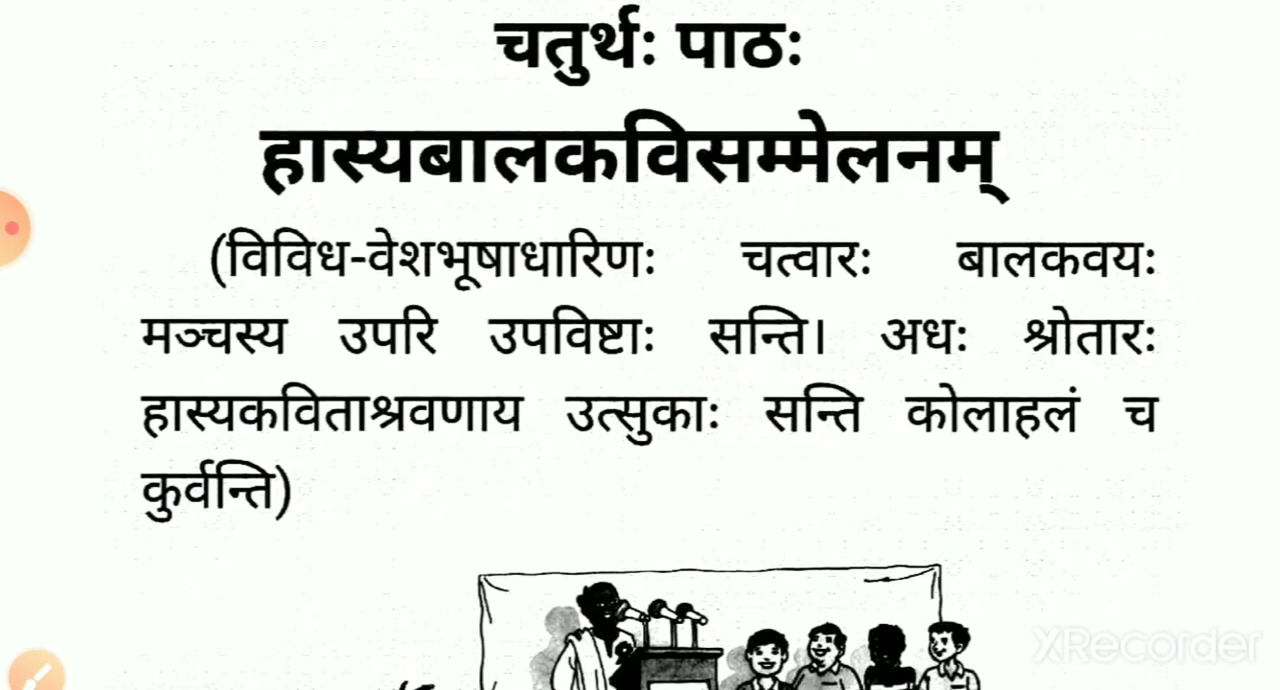 चतुर्थः पाठः
हास्यबालकविसम्मेलनम्
(विविध-वेशभूषाधारिणः चत्वारः बालकवयः
मञ्चस्य उपरि उपविष्टाः सन्ति। अधः श्रोतारः
हास्यकविताश्रवणाय उत्सुकाः सन्ति कोलाहलं च
कुर्वन्ति)
XRecorder